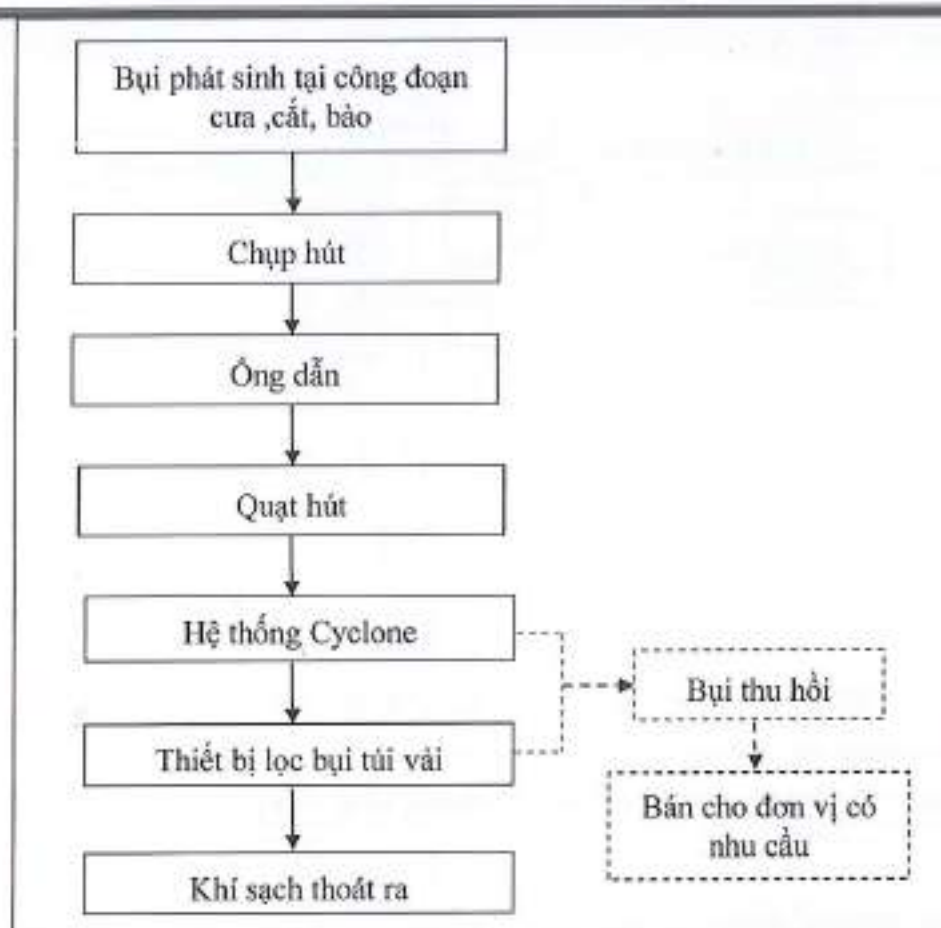 Bụi phát sinh tại công đoạn
cưa ,cắt, bào
Chụp hút
Ông dẫn
Quạt hút
Hệ thống Cyclone
Thiết bị lọc bụi túi vải
Khí sạch thoát ra
Bụi thu hồi
Bán cho đơn vị có
nhu cầu